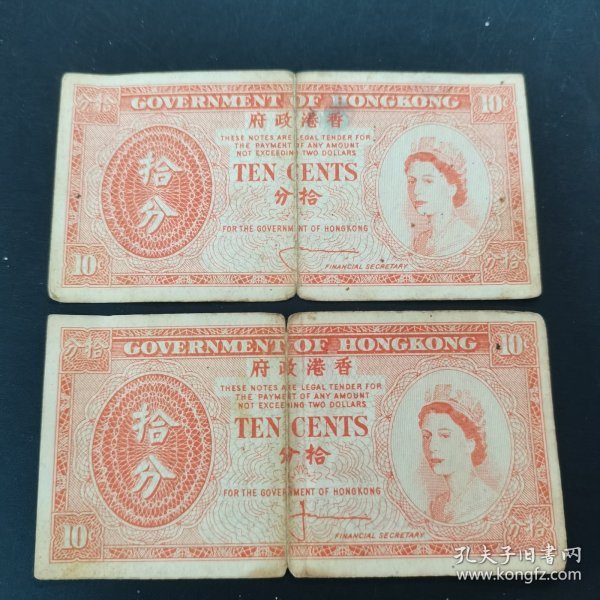 分拾
GOVERNMENT OF HONGKONG
10¢
府政港香
THESE NOTES ARE LEGAL TENDER FOR
THE PAYMENT OF ANY AMOUNT
NOT EXCEEDING TWO DOLLARS
TEN CENTS
分拾
拾
分
FOR THE GOVERNMENT OF HONGKONG
10¢
FINANCIAL SECRETARY
分拾
分拾
GOVERNMENT OF HONGKONG
10¢
府政港香
THESE NOTES ARE LEGAL TENDER FOR
THE PAYMENT OF ANY AMOUNT
NOT EXCEEDING TWO DOLLARS
TEN CENTS
分拾
拾
分
FOR THE GOVERNMENT OF HONGKONG
10¢
FINANCIAL SECRETARY
分拾
孔夫子旧书网
www.kongfz.com